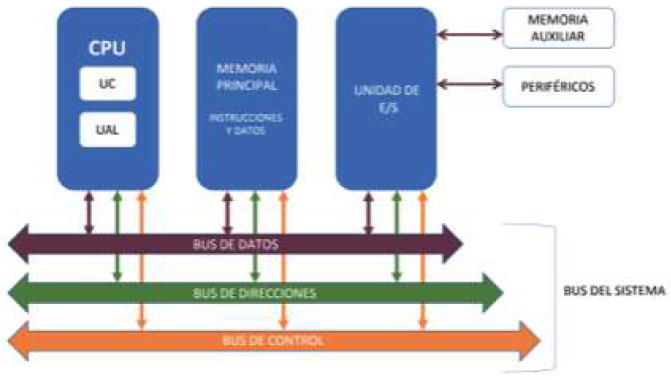 CPU
UC
UAL
MEMORIA
PRINCIPAL
INSTRUCCIONES
Y DATOS
UNIDAD DE
E/S
MEMORIA
AUXILIAR
PERIFÉRICOS
BUS DE DATOS
BUS DE DIRECCIONES
BUS DE CONTROL
BUS DEL SISTEMA